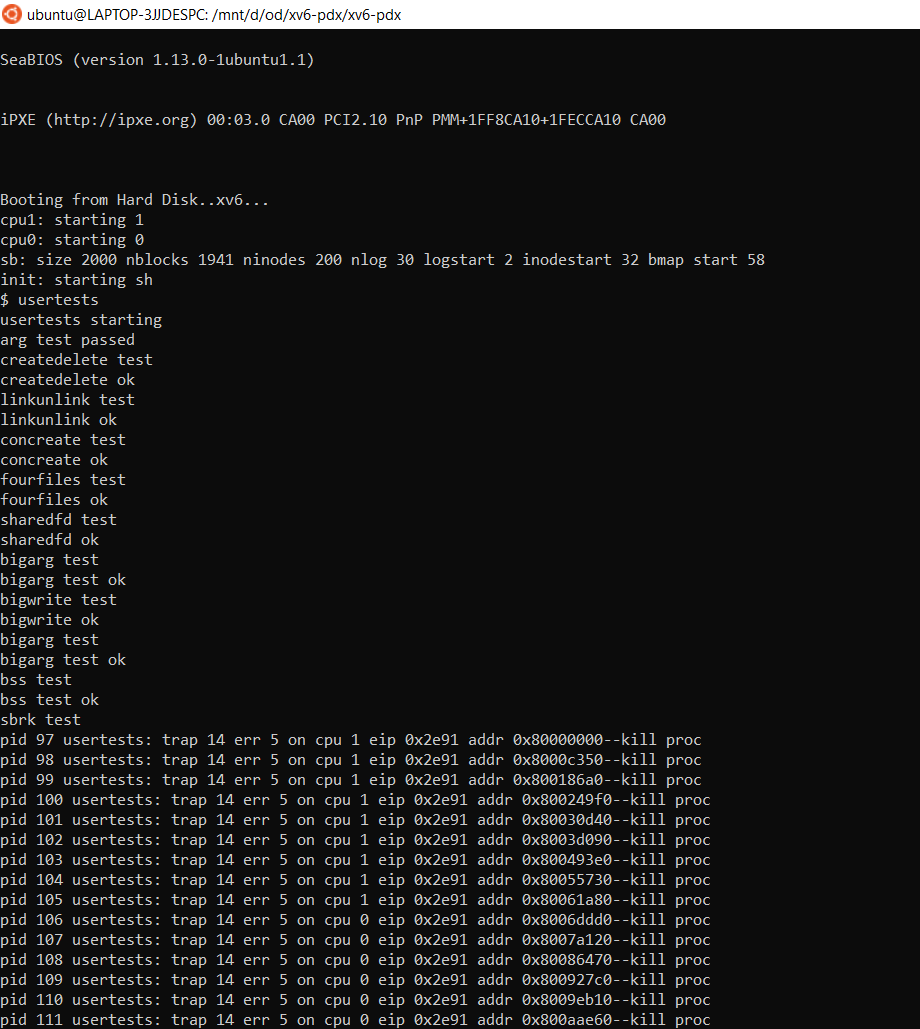 ubuntu@LAPTOP-3JJDESPC: /mnt/d/od/xv6-pdx/xv6-pdx
SeaBIOS (version 1.13.0-1ubuntu1.1)
iPXE (http://ipxe.org) 00:03.0 CA00 PCI2.10 PnP PMM+1FF8CA10+1FECCA10 CA00
Booting from Hard Disk..xv6...
cpu1: starting 1
cpu0: starting 0
sb: size 2000 nblocks 1941 ninodes 200 nlog 30 logstart 2 inodestart 32 bmap start 58
init: starting sh
$ usertests
usertests starting
arg test passed
createdelete test
createdelete ok
linkunlink test
linkunlink ok
concreate test
concreate ok
fourfiles test
fourfiles ok
sharedfd test
sharedfd ok
bigarg test
bigarg test ok
bigwrite test
bigwrite ok
bigarg test
bigarg test ok
bss test
bss test ok
sbrk test
pid 97 usertests: trap 14 err 5 on cpu 1 eip 0x2e91 addr 0x80000000--kill proc
pid 98 usertests: trap 14 err 5 on cpu 1 eip 0x2e91 addr 0x8000c350--kill proc
pid 99 usertests: trap 14 err 5 on cpu 1 eip 0x2e91 addr 0x800186a0--kill proc
pid 100 usertests: trap 14 err 5 on cpu 1 eip 0x2e91 addr 0x800249f0--kill proc
pid 101 usertests: trap 14 err 5 on cpu 1 eip 0x2e91 addr 0x80030d40--kill proc
pid 102 usertests: trap 14 err 5 on cpu 1 eip 0x2e91 addr 0x8003d090--kill proc
pid 103 usertests: trap 14 err 5 on cpu 1 eip 0x2e91 addr 0x800493e0--kill proc
pid 104 usertests: trap 14 err 5 on cpu 1 eip 0x2e91 addr 0x80055730--kill proc
pid 105 usertests: trap 14 err 5 on cpu 1 eip 0x2e91 addr 0x80061a80--kill proc
pid 106 usertests: trap 14 err 5 on cpu 0 eip 0x2e91 addr 0x8006ddd0--kill proc
pid 107 usertests: trap 14 err 5 on cpu 0 eip 0x2e91 addr 0x8007a120--kill proc
pid 108 usertests: trap 14 err 5 on cpu 0 eip 0x2e91 addr 0x80086470--kill proc
pid 109 usertests: trap 14 err 5 on cpu 0 eip 0x2e91 addr 0x800927c0--kill proc
pid 110 usertests: trap 14 err 5 on cpu 0 eip 0x2e91 addr 0x8009eb10--kill proc
pid 111 usertests: trap 14 err 5 on cpu 0 eip 0x2e91 addr 0x800aae60--kill proc